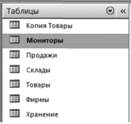 Таблицы «
Копия Товары
Мониторы
Продажи
Склады
Товары
Фирмы
Хранение